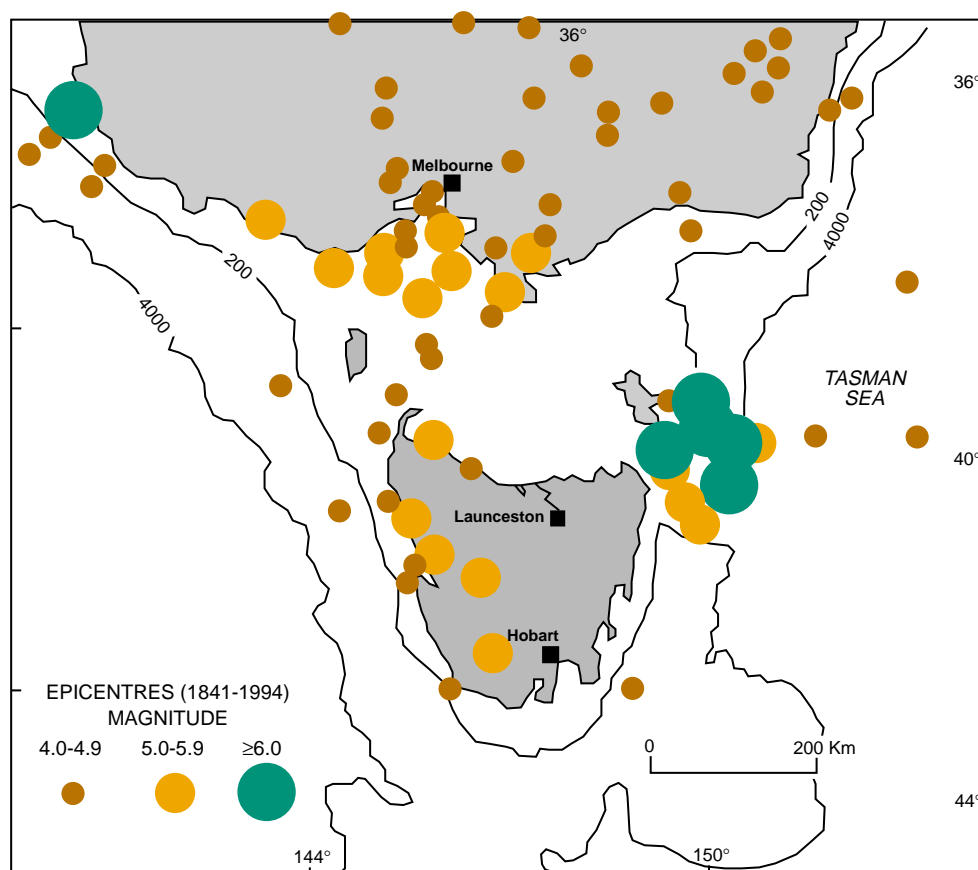 36°
36°
Melbourne
200
4000
200
4000
TASMAN
SEA
40°
Launceston
Hobart
EPICENTRES (1841-1994)
MAGNITUDE
4.0-4.9 5.0-5.9 ≥6.0
0 200 Km
44°
144° 150°